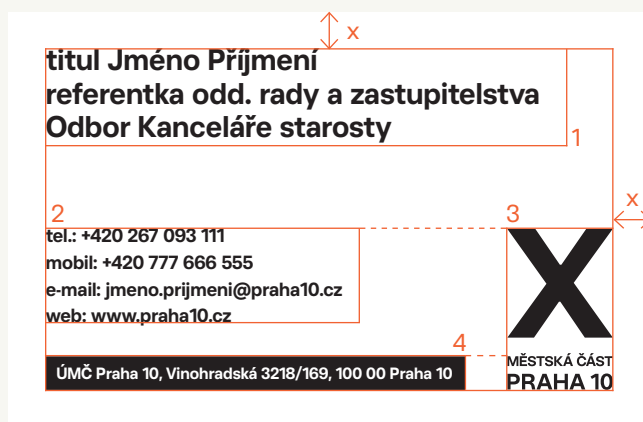 x
titul Jméno Příjmení
referentka odd. rady a zastupitelstva
Odbor Kanceláře starosty
1
x
2
3
tel.: +420 267 093 111
mobil: +420 777 666 555
e-mail: jmeno.prijmeni@praha10.cz
web: www.praha10.cz
X
4
MĚSTSKÁ ČÁST
PRAHA 10
ÚMČ Praha 10, Vinohradská 3218/169, 100 00 Praha 10